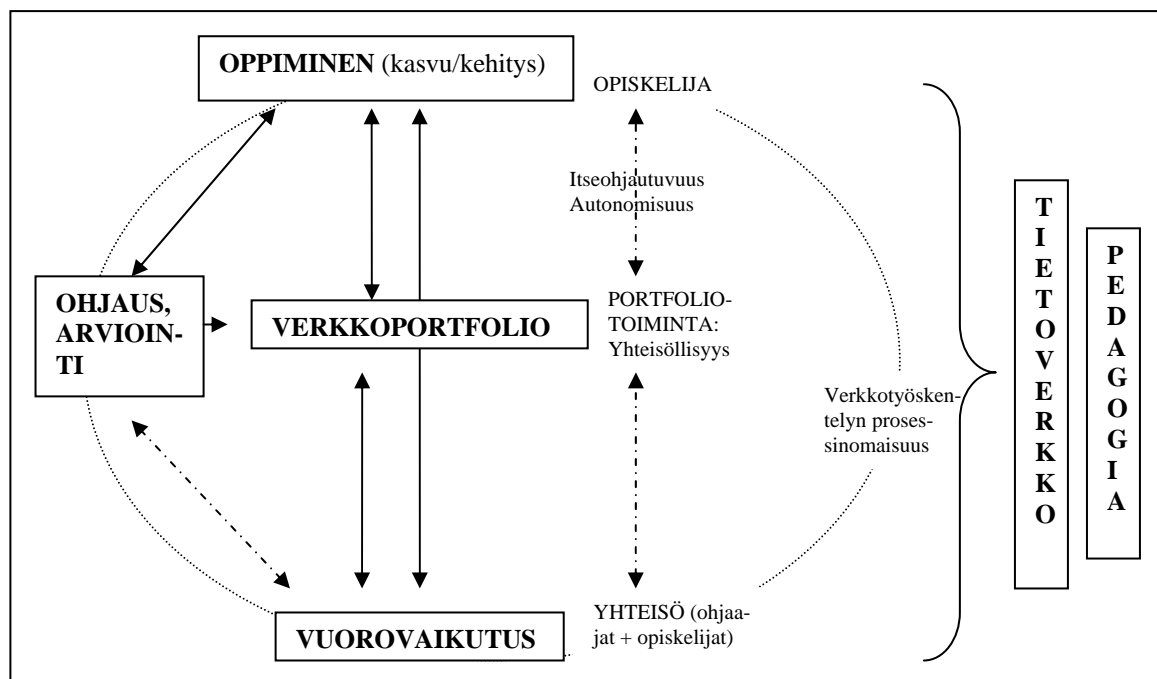 OPPIMINEN (kasvu/kehitys)
OPISKELIJA
Itseohjautuvuus
Autonomisuus
OHJAUS,
ARVIOIN-
TI
VERKKOPORTFOLIO
PORTFOLIO-
TOIMINTA:
Yhteisöllisyys
Verkkotyösken-
telyn proses-
sinomaisuus
VUOROVAIKUTUS
YHTEISÖ (ohjaa-
jat + opiskelijat)
T
I
E
T
O
V
E
R
K
K
O
P
E
D
A
G
O
G
I
A